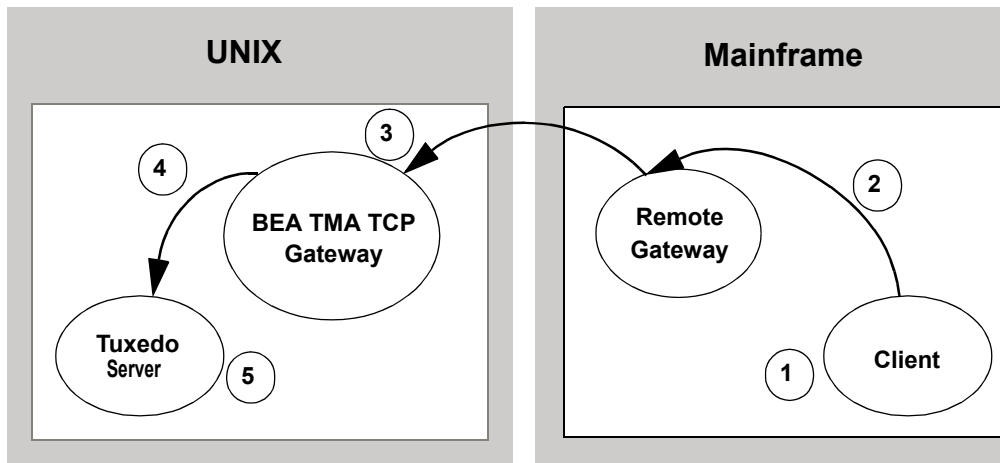 UNIX
Mainframe
3
4
2
BEA TMA TCP
Gateway
Remote
Gateway
Tuxedo
Server
5
1
Client